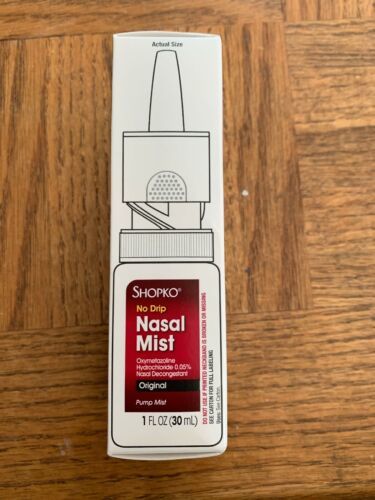 Actual Size
SHOPKO®
No Drip
Nasal
Mist
Oxymetazoline
Hydrochloride 0.05%
Nasal Decongestant
Original
Pump Mist
1 FL OZ (30 mL)
DO NOT USE IF PRINTED NECKBAND IS BROKEN OR MISSING
SEE CARTON FOR FULL LABELING